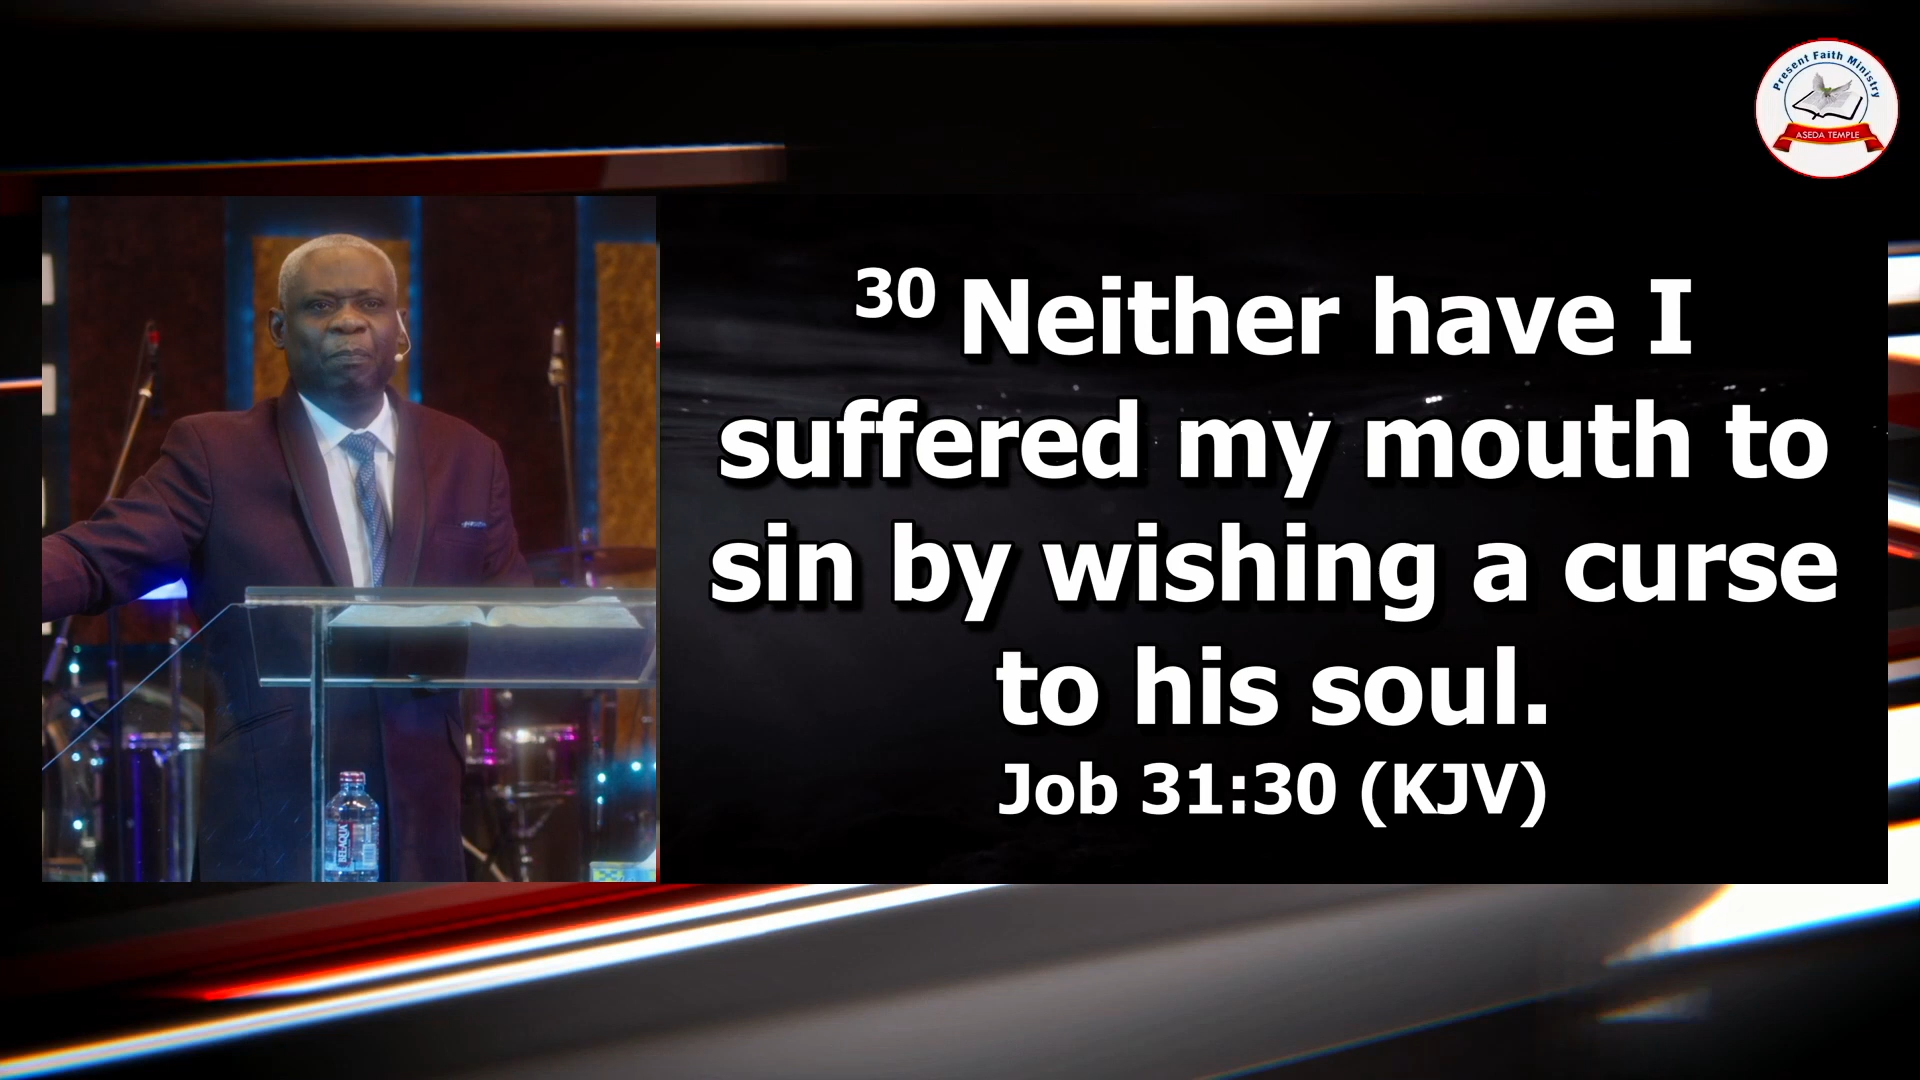 Present Faith Ministry
ASEDA TEMPLE
30 Neither have I
suffered my mouth to
sin by wishing a curse
to his soul.
Job 31:30 (KJV)
BELAQUA